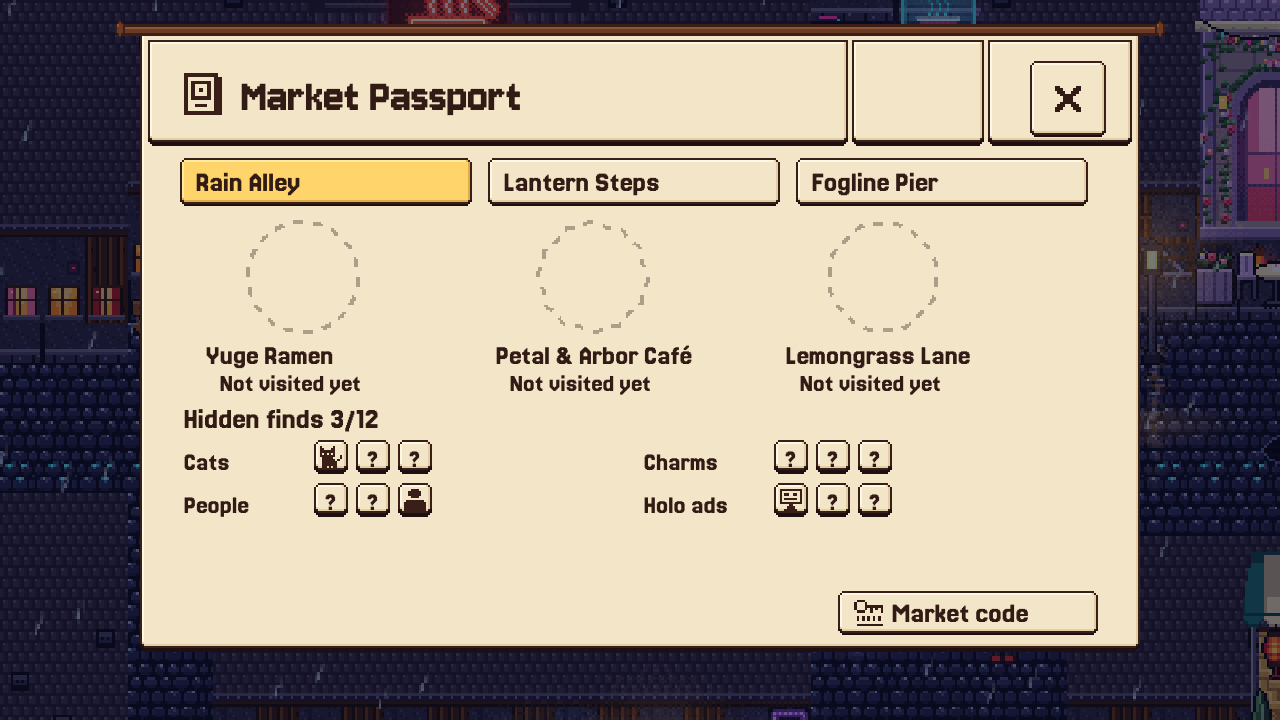 Market Passport
Rain Alley
Lantern Steps
Fogline Pier
Yuge Ramen
Not visited yet
Petal & Arbor Café
Not visited yet
Lemongrass Lane
Not visited yet
Hidden finds 3/12
Cats ? ?
Charms ? ? ?
People ? ?
Holo ads ? ?
Market code